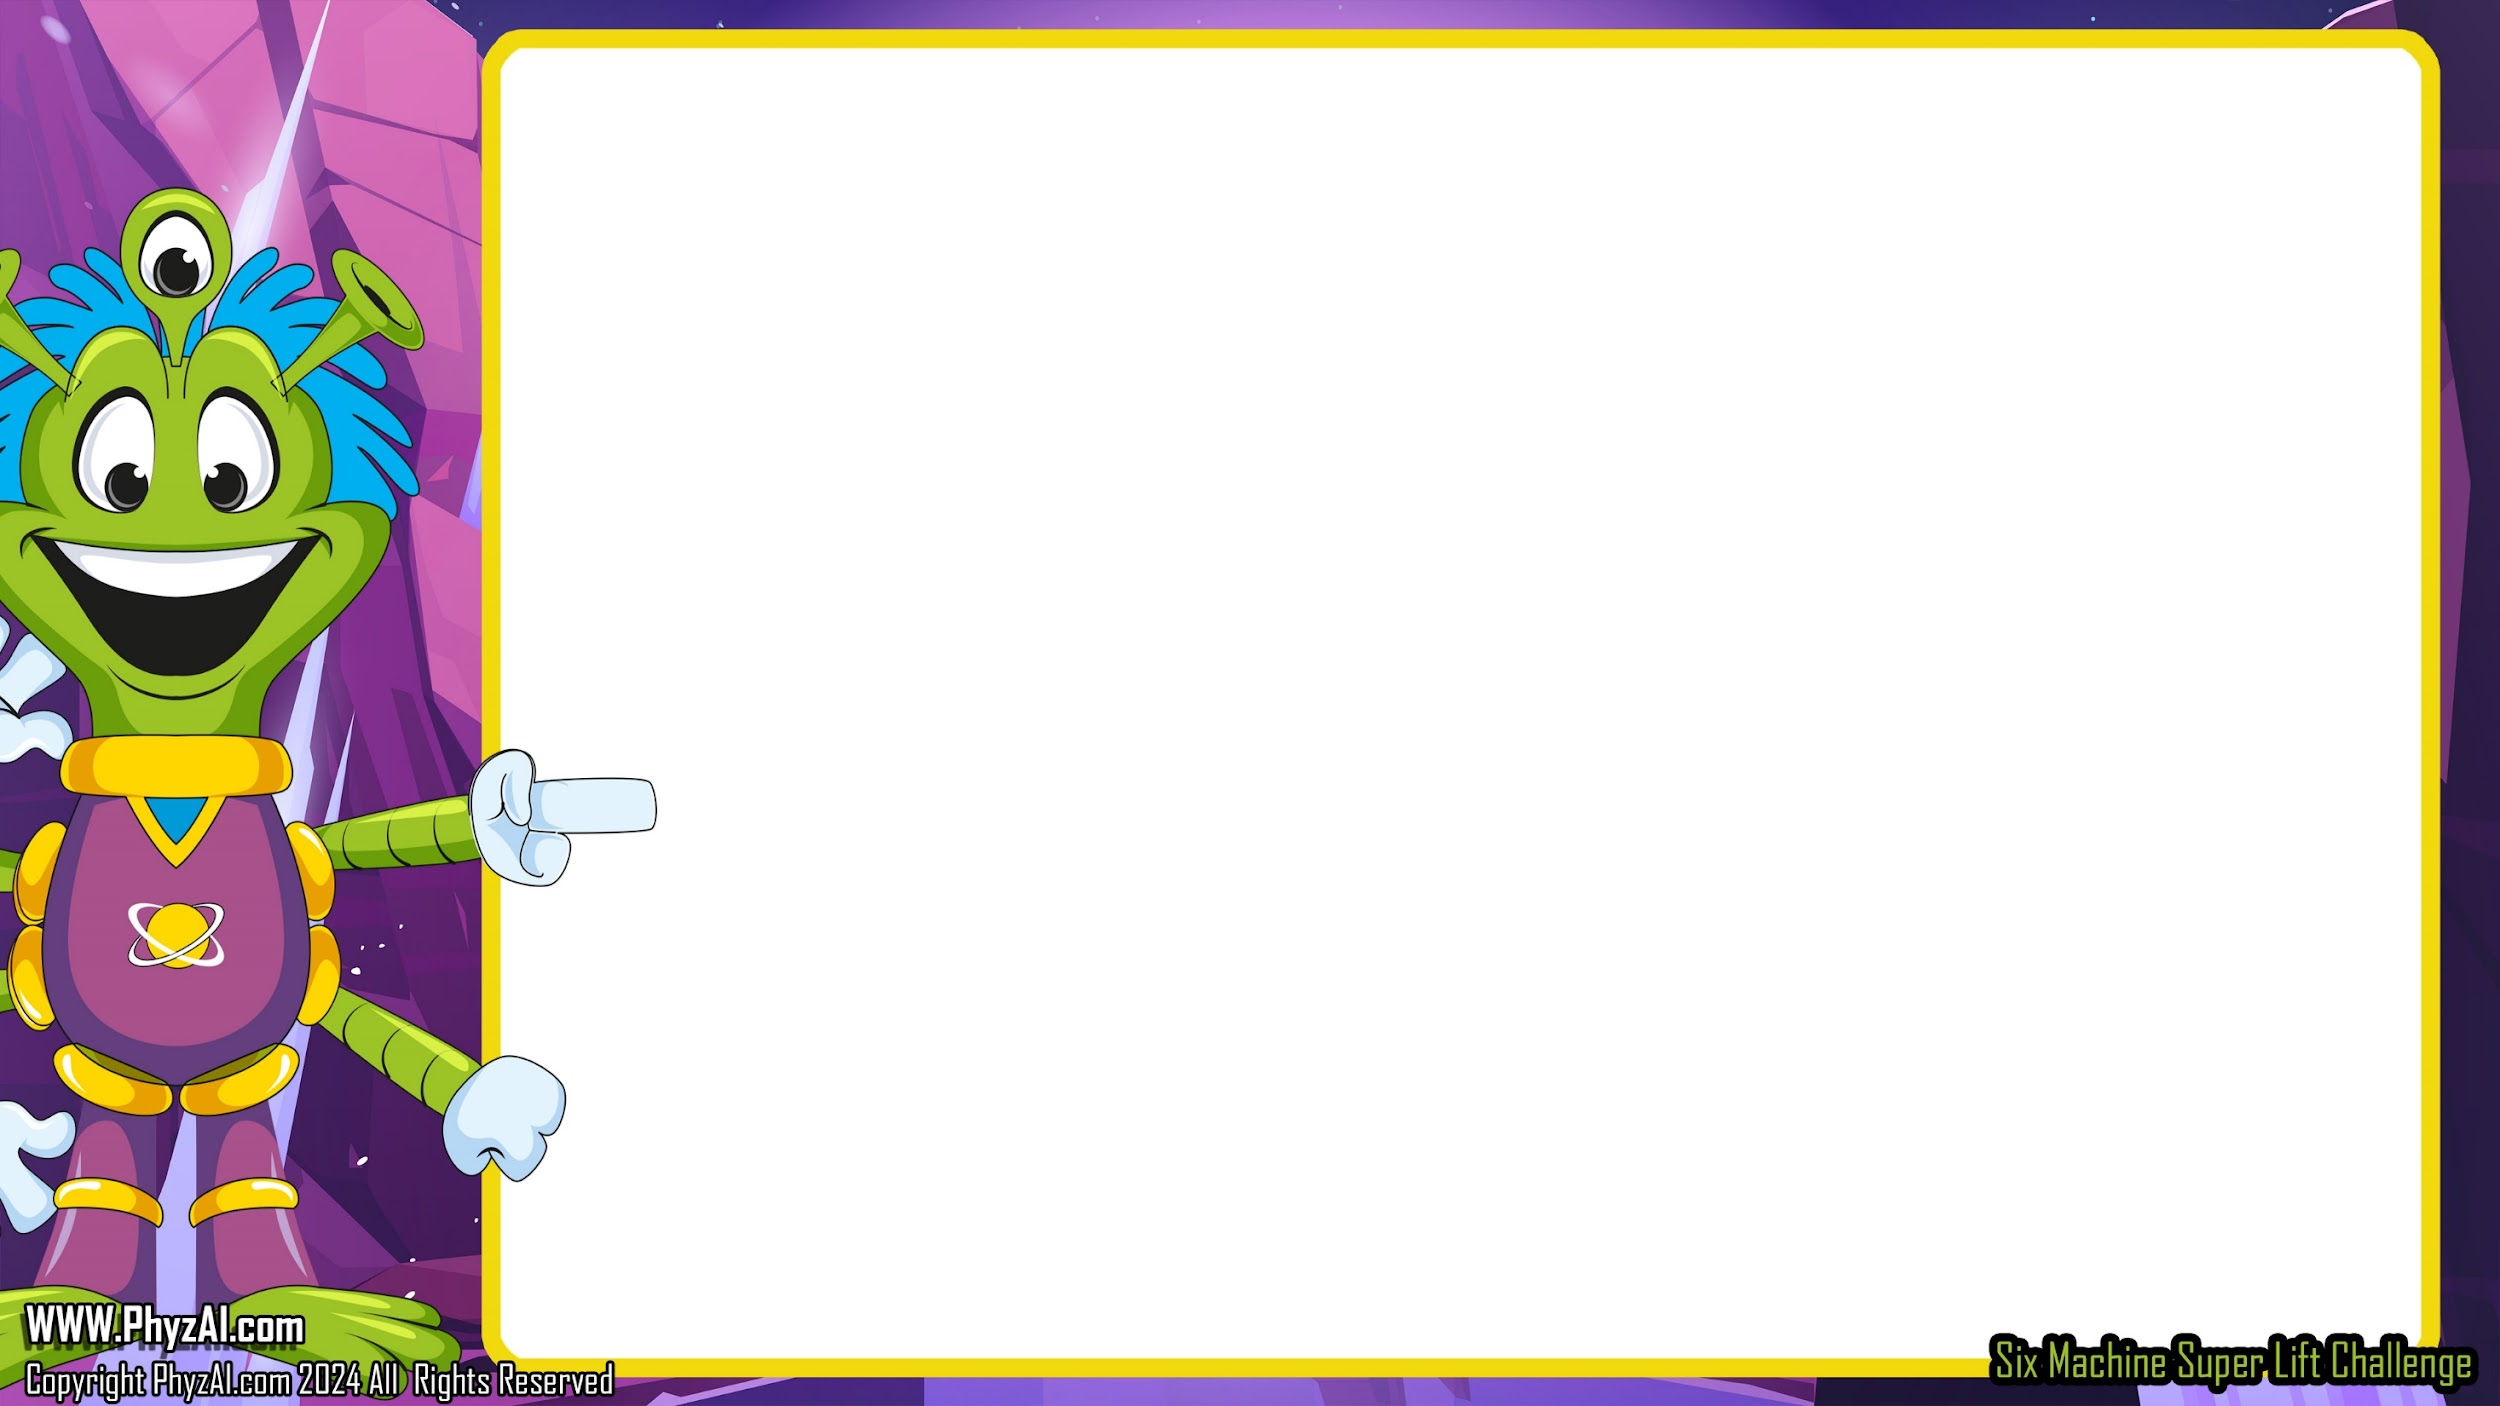 WWW.PhyzAI.com
Copyright PhyzAI.com 2024 All Rights Reserved
Six Machine Super Lift Challenge